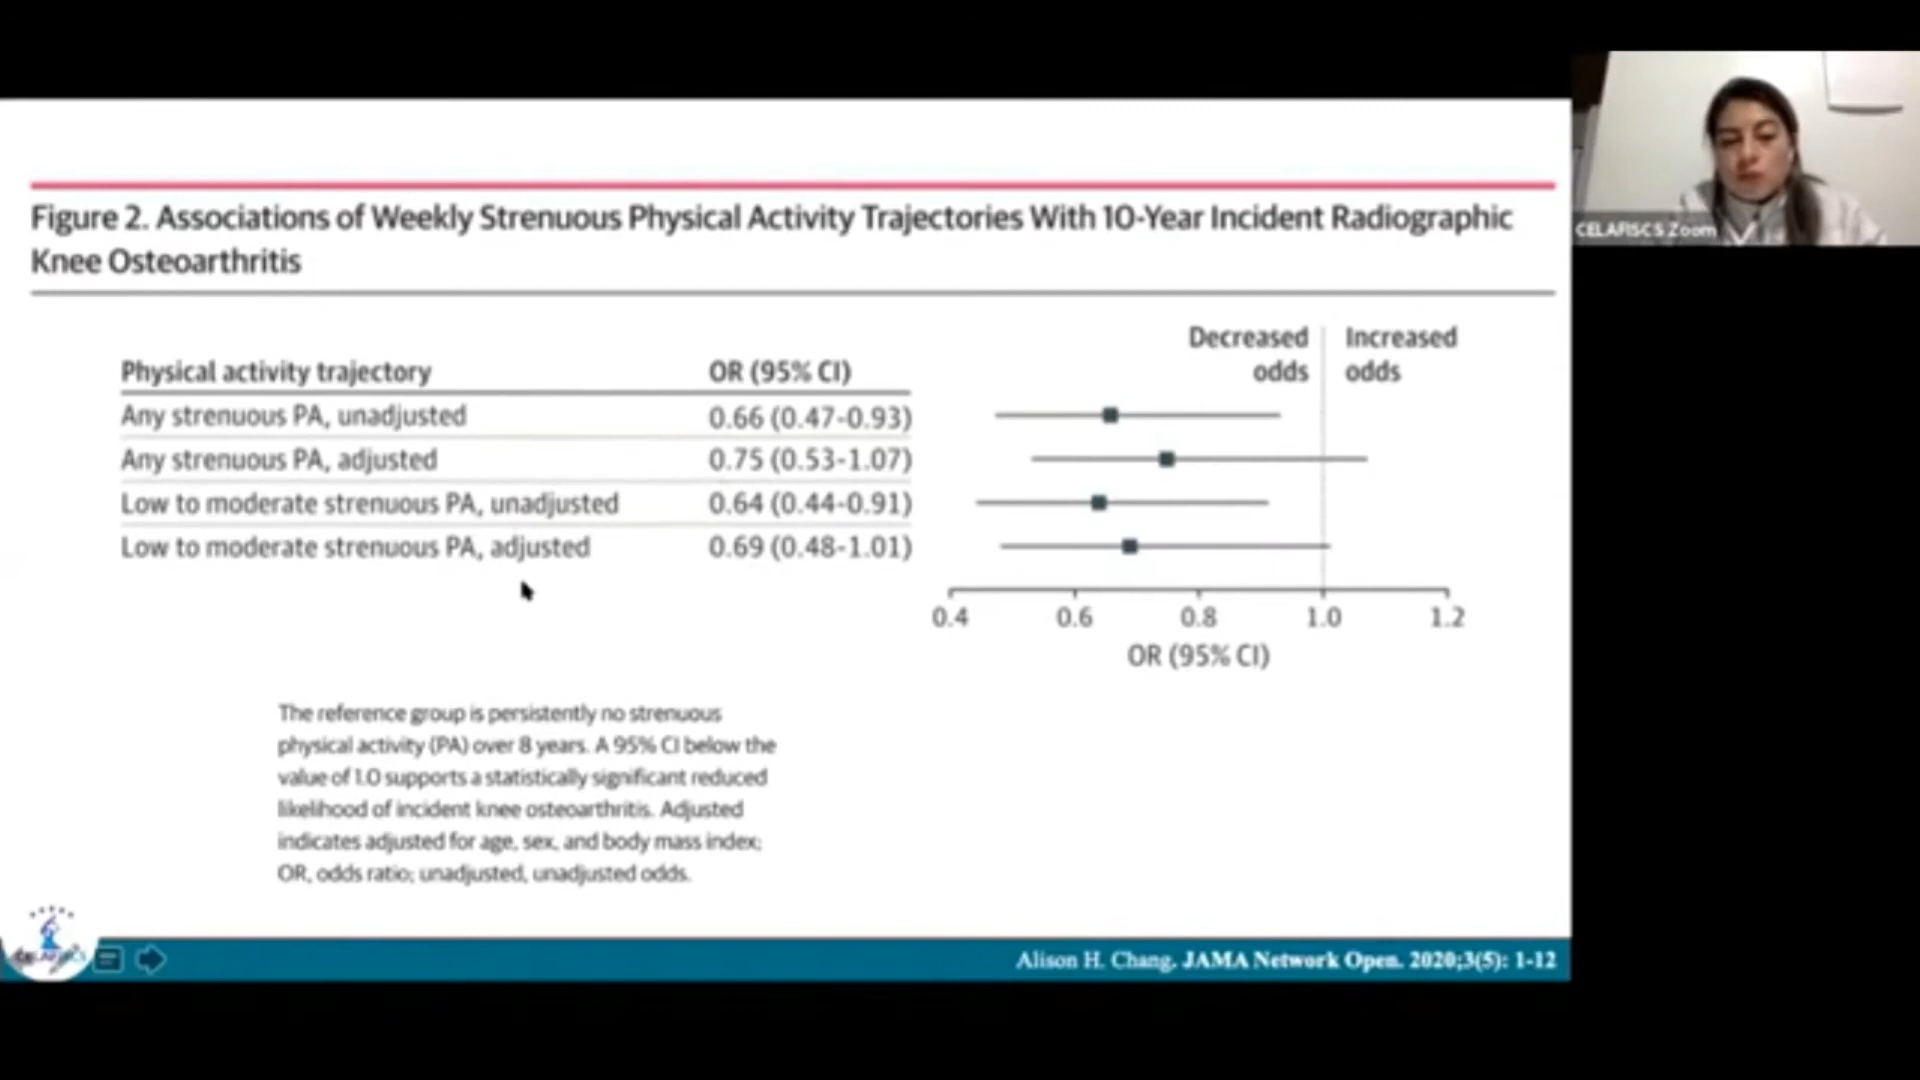 Figure 2. Associations of Weekly Strenuous Physical Activity Trajectories With 10-Year Incident Radiographic
Knee Osteoarthritis
Decreased odds
Increased odds
Physical activity trajectory OR (95% CI)
Any strenuous PA, unadjusted 0.66 (0.47-0.93)
Any strenuous PA, adjusted 0.75 (0.53-1.07)
Low to moderate strenuous PA, unadjusted 0.64 (0.44-0.91)
Low to moderate strenuous PA, adjusted 0.69 (0.48-1.01)
0.4 0.6 0.8 1.0 1.2
OR (95% CI)
The reference group is persistently no strenuous
physical activity (PA) over 8 years. A 95% CI below the
value of 1.0 supports a statistically significant reduced
likelihood of incident knee osteoarthritis. Adjusted
indicates adjusted for age, sex, and body mass index;
OR, odds ratio; unadjusted, unadjusted odds.
CELAFISCS
Alison H. Chang. JAMA Network Open. 2020;3(5): 1-12
CELAFISCS Zoom